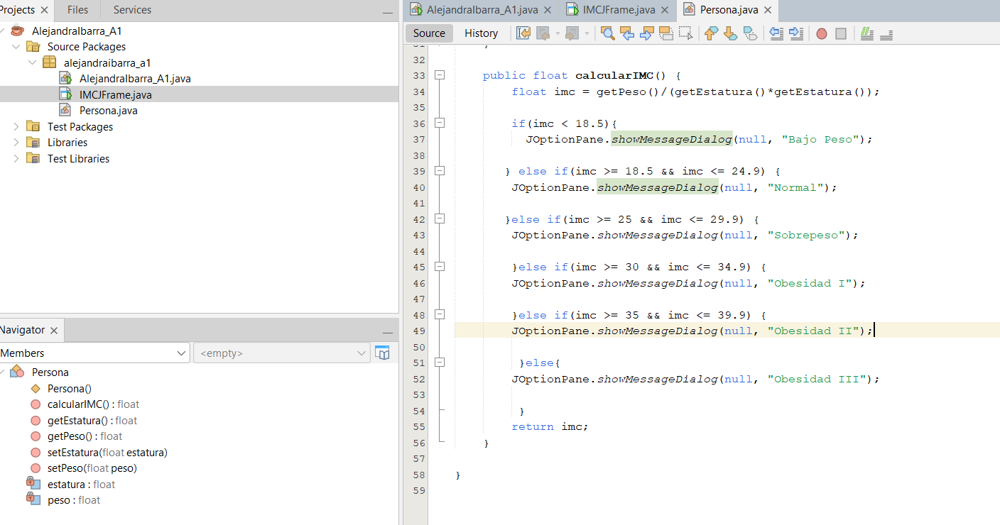 Projects
Files
Services
AlejandraIbarra_A1
Source Packages
alejandraibarra_a1
AlejandraIbarra_A1.java
IMCJFrame.java
Persona.java
Test Packages
Libraries
Test Libraries
Navigator
Members
<empty>
Persona
Persona()
calcularIMC() : float
getEstatura() : float
getPeso() : float
setEstatura(float estatura)
setPeso(float peso)
estatura : float
peso : float
AlejandraIbarra_A1.java
IMCJFrame.java
Persona.java
Source
History
31 }
32
33 public float calcularIMC() {
34 float imc = getPeso()/(getEstatura()*getEstatura());
35
36 if(imc < 18.5){
37 JOptionPane.showMessageDialog(null, "Bajo Peso");
38
39 } else if(imc >= 18.5 && imc <= 24.9) {
40 JOptionPane.showMessageDialog(null, "Normal");
41
42 }else if(imc >= 25 && imc <= 29.9) {
43 JOptionPane.showMessageDialog(null, "Sobrepeso");
44
45 }else if(imc >= 30 && imc <= 34.9) {
46 JOptionPane.showMessageDialog(null, "Obesidad I");
47
48 }else if(imc >= 35 && imc <= 39.9) {
49 JOptionPane.showMessageDialog(null, "Obesidad II");
50
51 }else{
52 JOptionPane.showMessageDialog(null, "Obesidad III");
53
54 }
55 return imc;
56 }
57
58 }
59